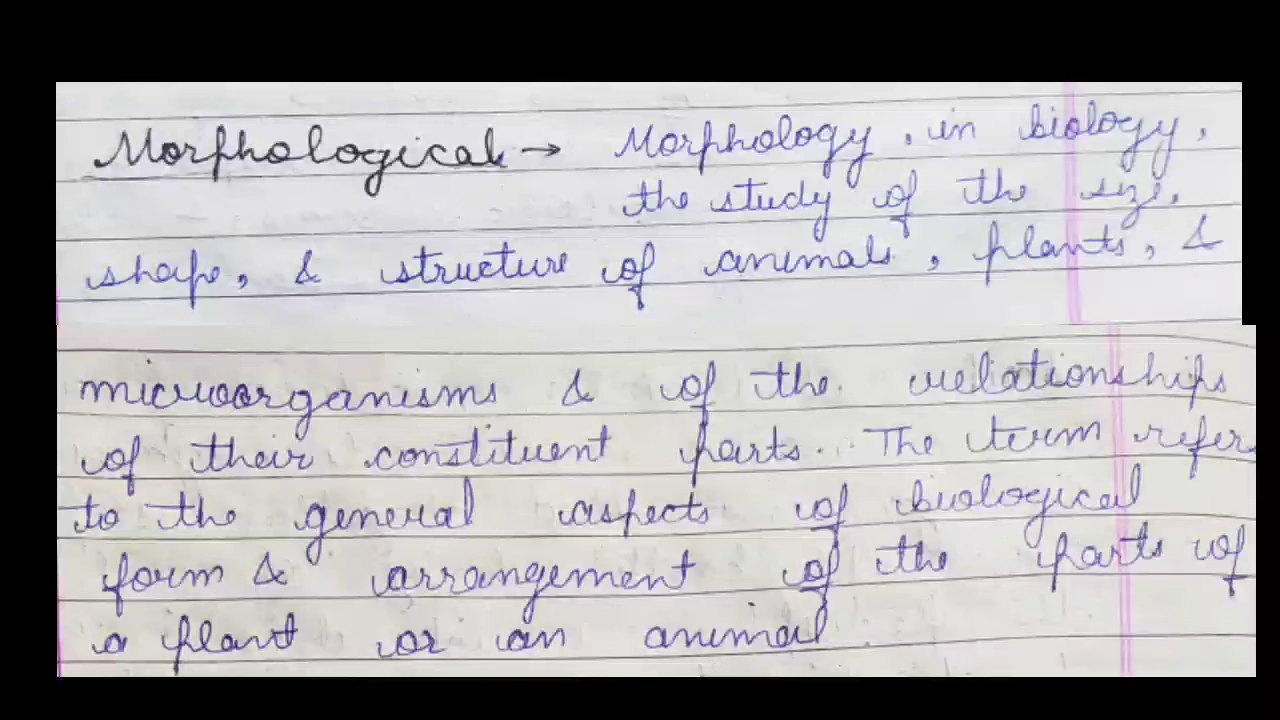 Morphological → Morphology, in biology,
the study of the size,
shape, & structure of animals, plants, &
microorganisms & of the relationships
of their constituent parts. The term refer
to the general aspects of biological
form & arrangement of the parts of
a plant or an animal.